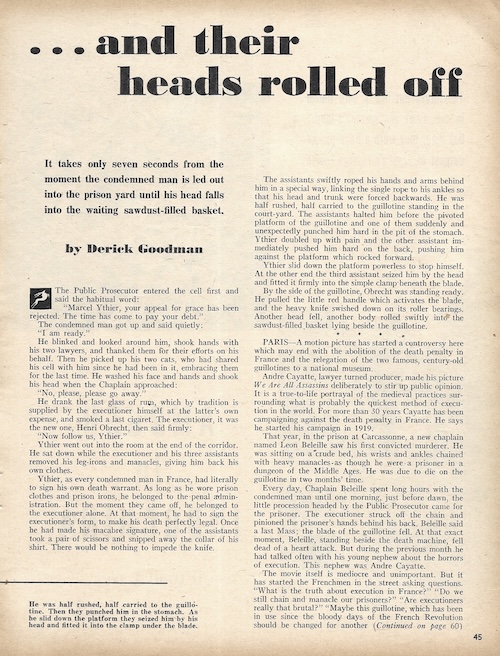 ...and their
heads rolled off
It takes only seven seconds from the
moment the condemned man is led out
into the prison yard until his head falls
into the waiting sawdust-filled basket.
by Derick Goodman
The Public Prosecutor entered the cell first and
said the habitual word:
"Marcel Ythier, your appeal for grace has been
rejected. The time has come to pay your debt."
The condemned man got up and said quietly:
"I am ready."
He blinked and looked around him, shook hands with
his two lawyers, and thanked them for their efforts on his
behalf. Then he picked up his two cats, who had shared
his cell with him since he had been in it, embracing them
for the last time. He washed his face and hands and shook
his head when the Chaplain approached:
"No, please, please go away."
He drank the last glass of rum, which by tradition is
supplied by the executioner himself at the latter's own
expense, and smoked a last cigaret. The executioner, it was
the new one, Henri Obrecht, then said firmly:
"Now follow us, Ythier."
Ythier went out into the room at the end of the corridor.
He sat down while the executioner and his three assistants
removed his leg-irons and manacles, giving him back his
own clothes.
Ythier, as every condemned man in France, had literally
to sign his own death warrant. As long as he wore prison
clothes and prison irons, he belonged to the penal admin-
istration. But the moment they came off, he belonged to
the executioner alone. At that moment, he had to sign the
executioner's form, to make his death perfectly legal. Once
he had made his macabre signature, one of the assistants
took a pair of scissors and snipped away the collar of his
shirt. There would be nothing to impede the knife.
He was half rushed, half carried to the guillo-
tine. Then they punched him in the stomach. As
he slid down the platform they seized him by his
head and fitted it into the clamp under the blade.
The assistants swiftly roped his hands and arms behind
him in a special way, linking the single rope to his ankles so
that his head and trunk were forced backwards. He was
half rushed, half carried to the guillotine standing in the
court-yard. The assistants halted him before the pivoted
platform of the guillotine and one of them suddenly and
unexpectedly punched him hard in the pit of the stomach.
Ythier doubled up with pain and the other assistant im-
mediately pushed him hard on the back, pushing him
against the platform which rocked forward.
Ythier slid down the platform powerless to stop himself.
At the other end the third assistant seized him by the head
and fitted it firmly into the simple clamp beneath the blade.
By the side of the guillotine, Obrecht was standing ready.
He pulled the little red handle which activates the blade,
and the heavy knife swished down on its roller bearings.
Another head fell, another body rolled swiftly into the
sawdust-filled basket lying beside the guillotine.
* * *
PARIS—A motion picture has started a controversy here
which may end with the abolition of the death penalty in
France and the relegation of the two famous, century-old
guillotines to a national museum.
Andre Cayatte, lawyer turned producer, made his picture
We Are All Assassins deliberately to stir up public opinion.
It is a true-to-life portrayal of the medieval practices sur-
rounding what is probably the quickest method of execu-
tion in the world. For more than 30 years Cayatte has been
campaigning against the death penalty in France. He says
he started his campaign in 1919.
That year, in the prison at Carcassonne, a new chaplain
named Leon Beleille saw his first convicted murderer. He
was sitting on a crude bed, his wrists and ankles chained
with heavy manacles-as though he were a prisoner in a
dungeon of the Middle Ages. He was due to die on the
guillotine in two months' time.
Every day, Chaplain Beleille spent long hours with the
condemned man until one morning, just before dawn, the
little procession headed by the Public Prosecutor came for
the prisoner. The executioner struck off the chain and
pinioned the prisoner's hands behind his back. Beleille said
a last Mass; the blade of the guillotine fell. At that exact
moment, Beleille, standing beside the death machine, fell
dead of a heart attack. But during the previous month he
had talked often with his young nephew about the horrors
of execution. This nephew was Andre Cayatte.
The movie itself is mediocre and unimportant. But it
has started the Frenchmen in the street asking questions.
"What is the truth about execution in France?" "Do we
still chain and manacle our prisoners?" "Are executioners
really that brutal?" "Maybe this guillotine, which has been
in use since the bloody days of the French Revolution
should be changed for another (Continued on page 60)
45